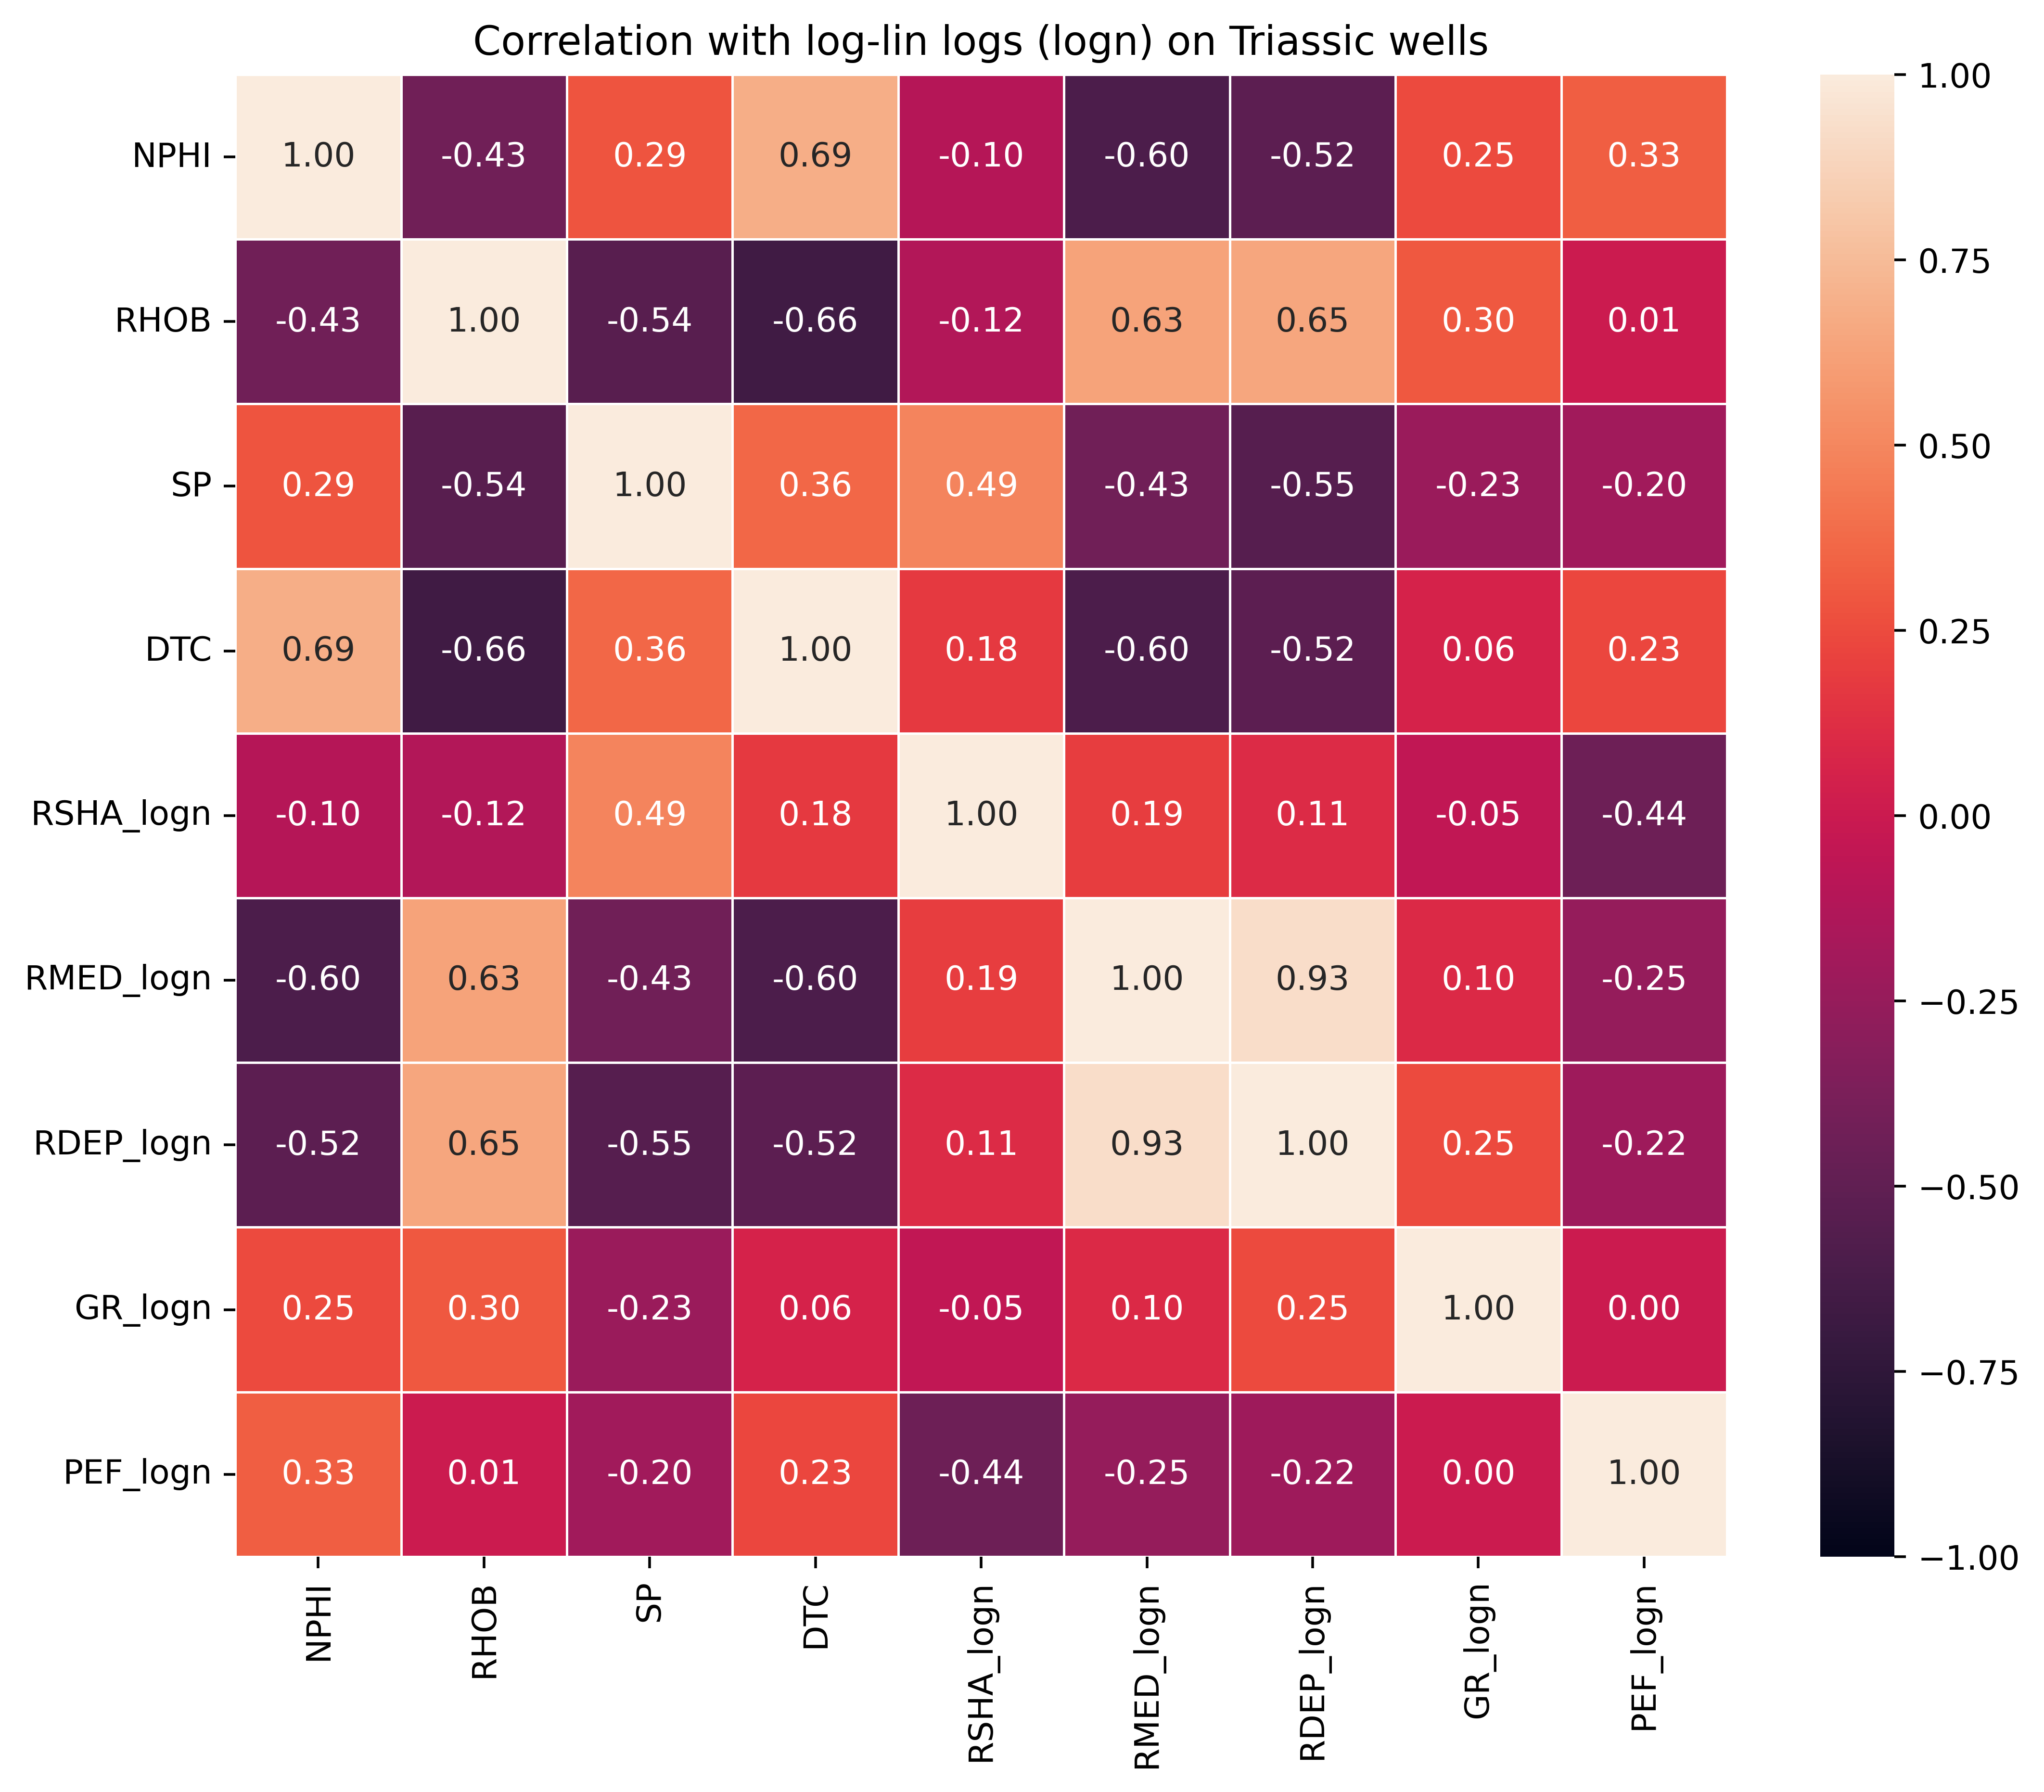 Correlation with log-lin logs (logn) on Triassic wells
NPHI 1.00 -0.43 0.29 0.69 -0.10 -0.60 -0.52 0.25 0.33
RHOB -0.43 1.00 -0.54 -0.66 -0.12 0.63 0.65 0.30 0.01
SP 0.29 -0.54 1.00 0.36 0.49 -0.43 -0.55 -0.23 -0.20
DTC 0.69 -0.66 0.36 1.00 0.18 -0.60 -0.52 0.06 0.23
RSHA_logn -0.10 -0.12 0.49 0.18 1.00 0.19 0.11 -0.05 -0.44
RMED_logn -0.60 0.63 -0.43 -0.60 0.19 1.00 0.93 0.10 -0.25
RDEP_logn -0.52 0.65 -0.55 -0.52 0.11 0.93 1.00 0.25 -0.22
GR_logn 0.25 0.30 -0.23 0.06 -0.05 0.10 0.25 1.00 0.00
PEF_logn 0.33 0.01 -0.20 0.23 -0.44 -0.25 -0.22 0.00 1.00
NPHI RHOB SP DTC RSHA_logn RMED_logn RDEP_logn GR_logn PEF_logn
1.00
0.75
0.50
0.25
0.00
−0.25
−0.50
−0.75
−1.00